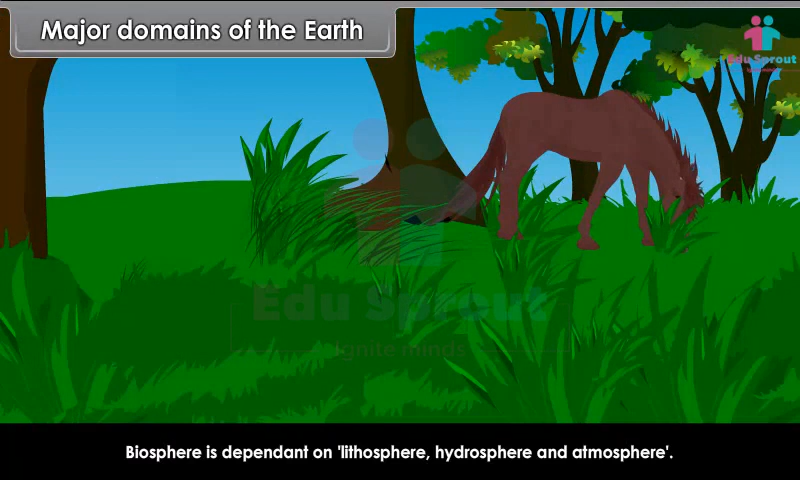 Major domains of the Earth
Edu Sprout
Edu Sprout
Ignite minds
Biosphere is dependant on 'lithosphere, hydrosphere and atmosphere'.